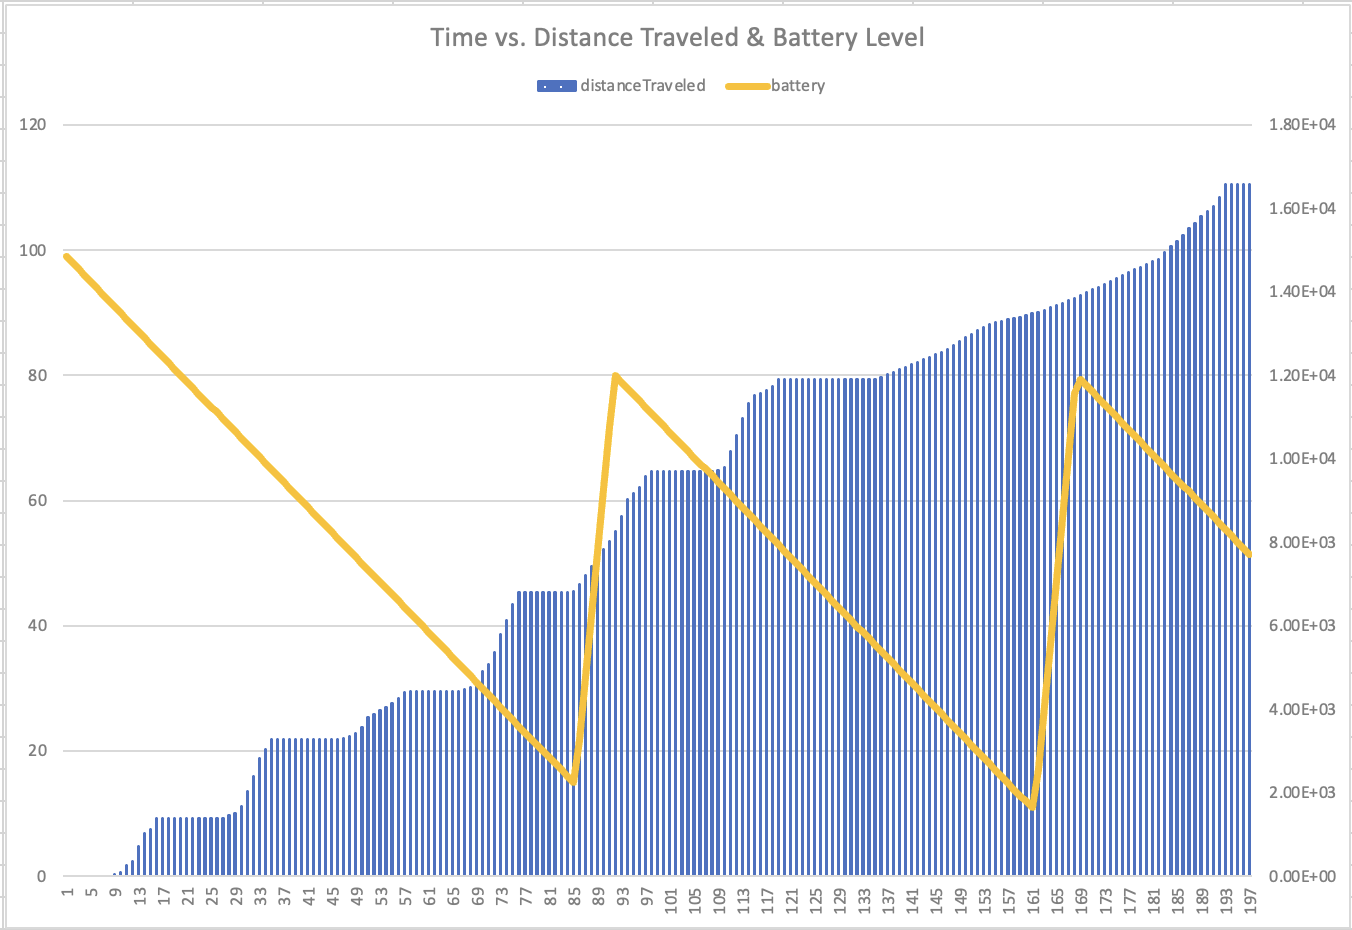 Time vs. Distance Traveled & Battery Level
distanceTraveled battery
120 1.80E+04
1.60E+04
100
1.40E+04
80 1.20E+04
1.00E+04
60
8.00E+03
40 6.00E+03
4.00E+03
20
2.00E+03
0 0.00E+00
1 5 9 13 17 21 25 29 33 37 41 45 49 53 57 61 65 69 73 77 81 85 89 93 97 101 105 109 113 117 121 125 129 133 137 141 145 149 153 157 161 165 169 173 177 181 185 189 193 197